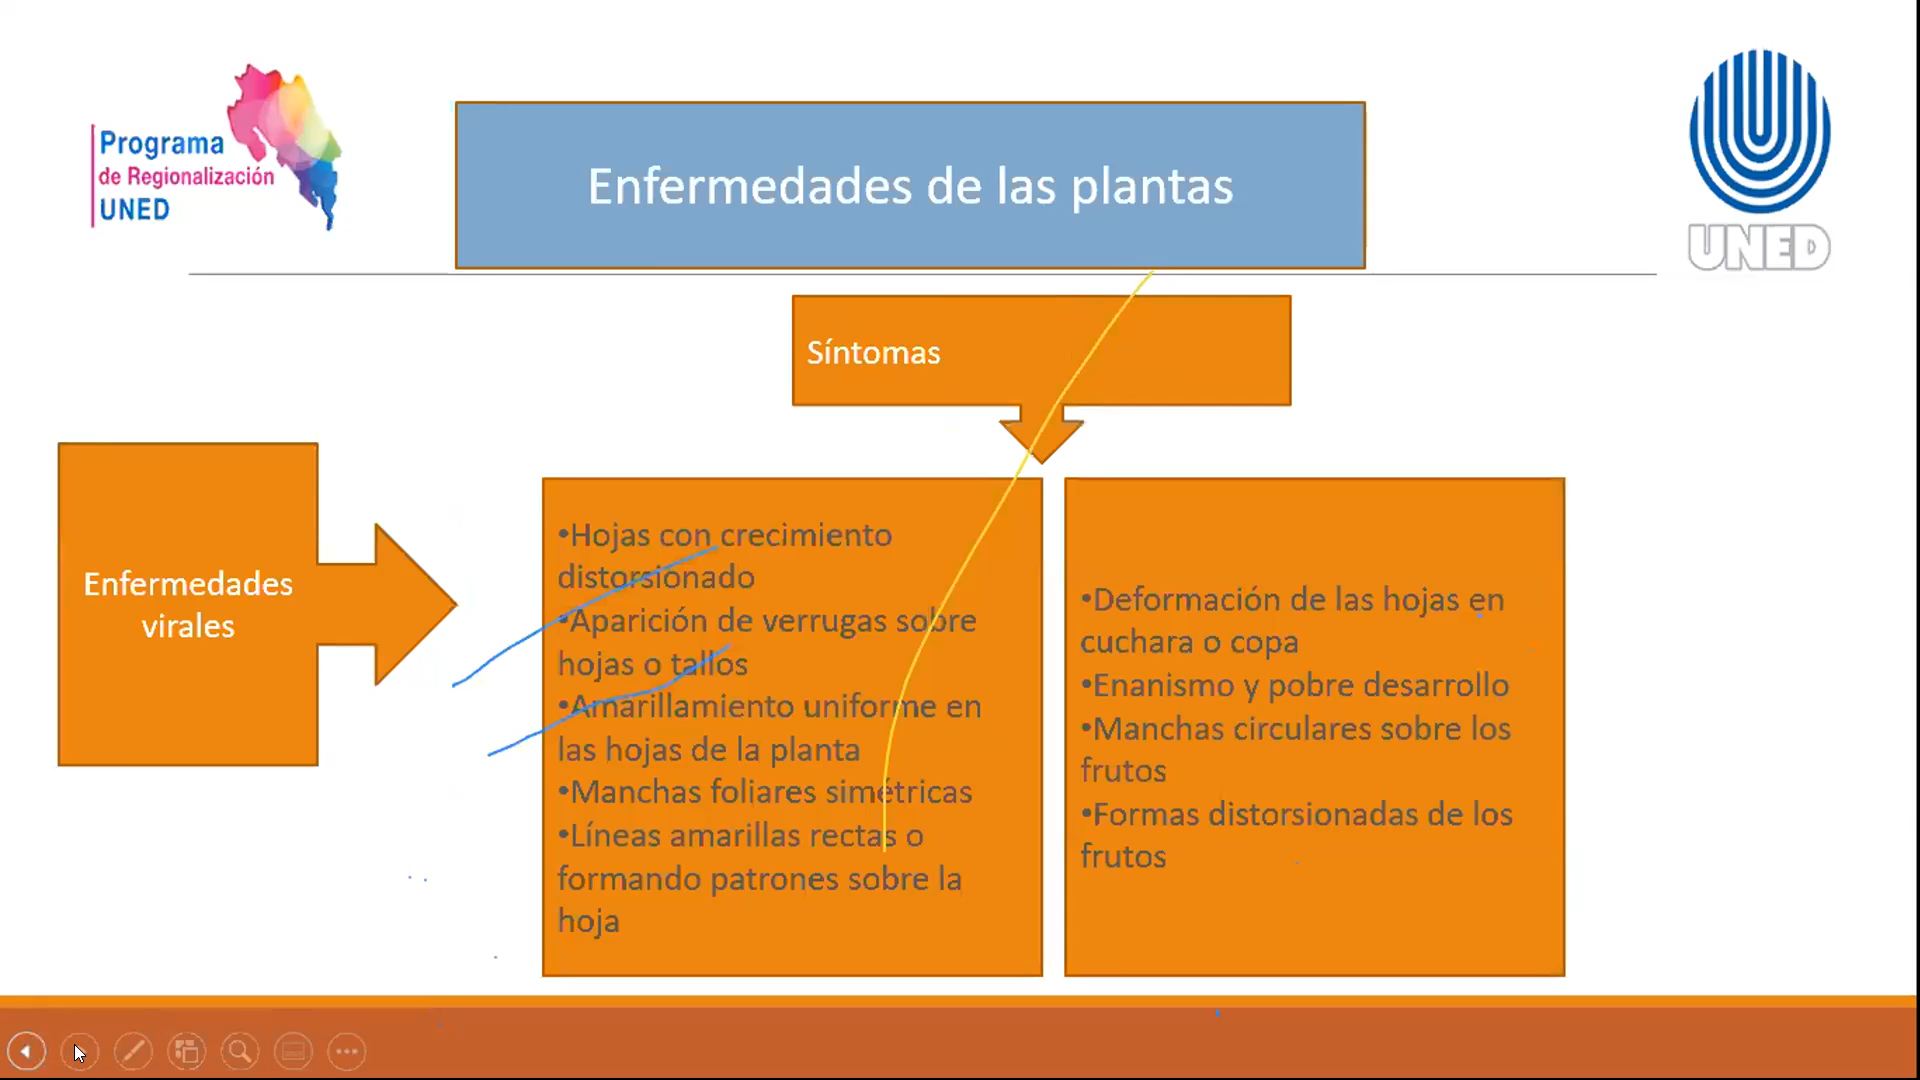 Programa
de Regionalización
UNED
Enfermedades de las plantas
UNED
Síntomas
Enfermedades
virales
•Hojas con crecimiento
distorsionado
•Aparición de verrugas sobre
hojas o tallos
•Amarillamiento uniforme en
las hojas de la planta
•Manchas foliares simétricas
•Líneas amarillas rectas o
formando patrones sobre la
hoja
•Deformación de las hojas en
cuchara o copa
•Enanismo y pobre desarrollo
•Manchas circulares sobre los
frutos
•Formas distorsionadas de los
frutos